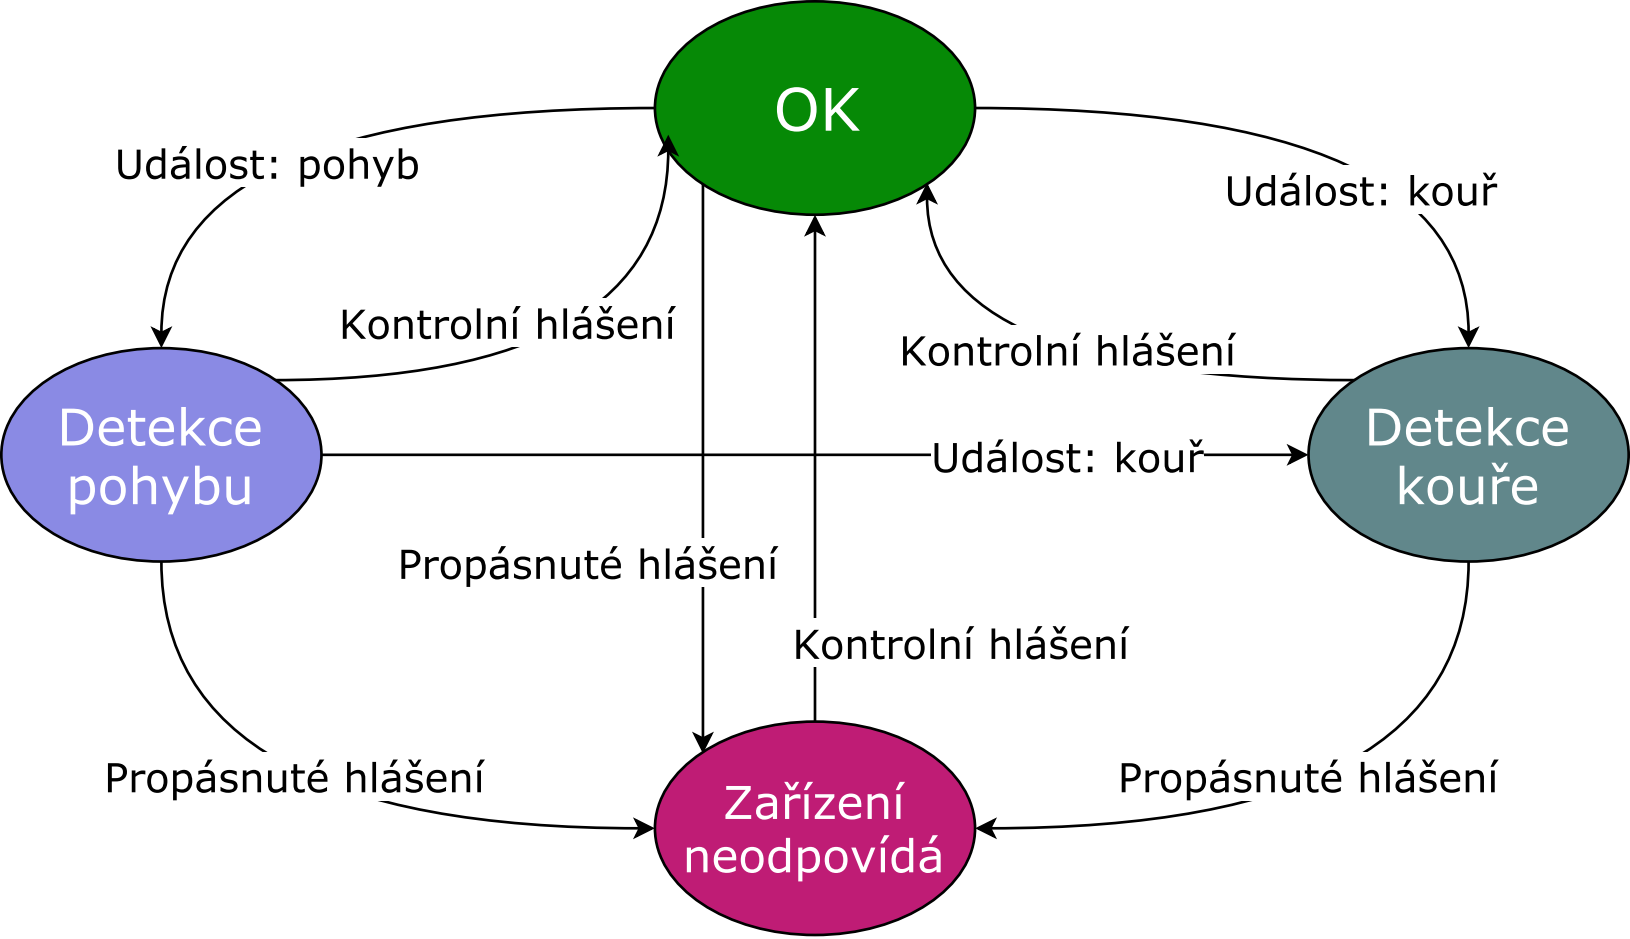 OK
Událost: pohyb
Událost: kouř
Kontrolní hlášení
Kontrolní hlášení
Detekce
pohybu
Událost: kouř
Detekce
kouře
Propásnuté hlášení
Kontrolní hlášení
Propásnuté hlášení
Propásnuté hlášení
Zařízení
neodpovídá